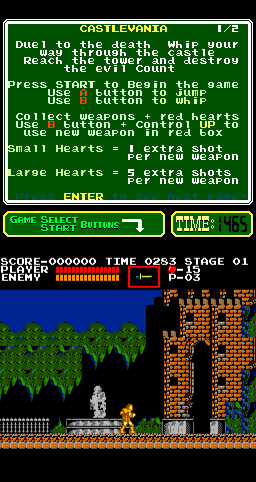 CASTLEVANIA 1/2
Duel to the death  Whip your
way through the castle
Reach the tower and destroy
the evil Count
Press START to Begin the game
Use A button to jump
Use B button to whip
Collect weapons + red hearts
Use B button + Control UP to
use new weapon in red box
Small Hearts = 1 extra shot
per new weapon
Large Hearts = 5 extra shots
per new weapon
ENTER
GAME SELECT
START BUTTONS
TIME: 1465
SCORE-000000 TIME 0283 STAGE 01
PLAYER -15
ENEMY P-03